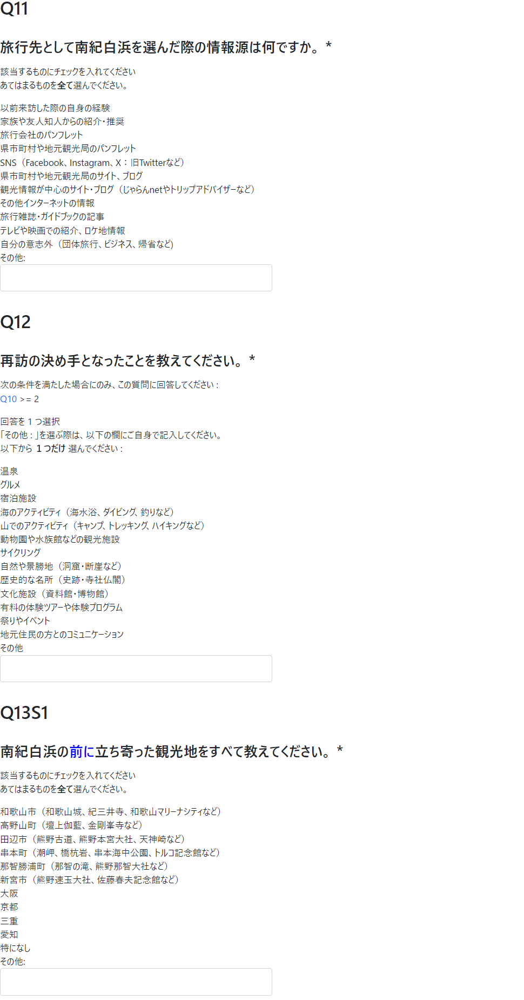 Q11
旅行先として南紀白浜を選んだ際の情報源は何ですか。 *
該当するものにチェックを入れてください
あてはまるものを全て選んでください。
以前来訪した際の自身の経験
家族や友人知人からの紹介・推奨
旅行会社のパンフレット
県市町村や地元観光局のパンフレット
SNS（Facebook、Instagram、X：旧Twitterなど）
県市町村や地元観光局のサイト、ブログ
観光情報が中心のサイト・ブログ（じゃらんnetやトリップアドバイザーなど）
その他インターネットの情報
旅行雑誌・ガイドブックの記事
テレビや映画での紹介、ロケ地情報
自分の意志外（団体旅行、ビジネス、帰省など)
その他:
Q12
再訪の決め手となったことを教えてください。 *
次の条件を満たした場合にのみ、この質問に回答してください :
Q10 >= 2
回答を 1 つ選択
「その他 : 」を選ぶ際は、以下の欄にご自身で記入してください。
以下から 1 つだけ 選んでください :
温泉
グルメ
宿泊施設
海のアクティビティ（海水浴、ダイビング、釣りなど）
山でのアクティビティ（キャンプ、トレッキング、ハイキングなど）
動物園や水族館などの観光施設
サイクリング
自然や景勝地（洞窟・断崖など）
歴史的な名所（史跡・寺社仏閣）
文化施設（資料館・博物館）
有料の体験ツアーや体験プログラム
祭りやイベント
地元住民の方とのコミュニケーション
その他
Q13S1
南紀白浜の前に立ち寄った観光地をすべて教えてください。 *
該当するものにチェックを入れてください
あてはまるものを全て選んでください。
和歌山市（和歌山城、紀三井寺、和歌山マリーナシティなど）
高野山町（壇上伽藍、金剛峯寺など）
田辺市（熊野古道、熊野本宮大社、天神崎など）
串本町（潮岬、橋杭岩、串本海中公園、トルコ記念館など）
那智勝浦町（那智の滝、熊野那智大社など）
新宮市（熊野速玉大社、佐藤春夫記念館など）
大阪
京都
三重
愛知
特になし
その他: